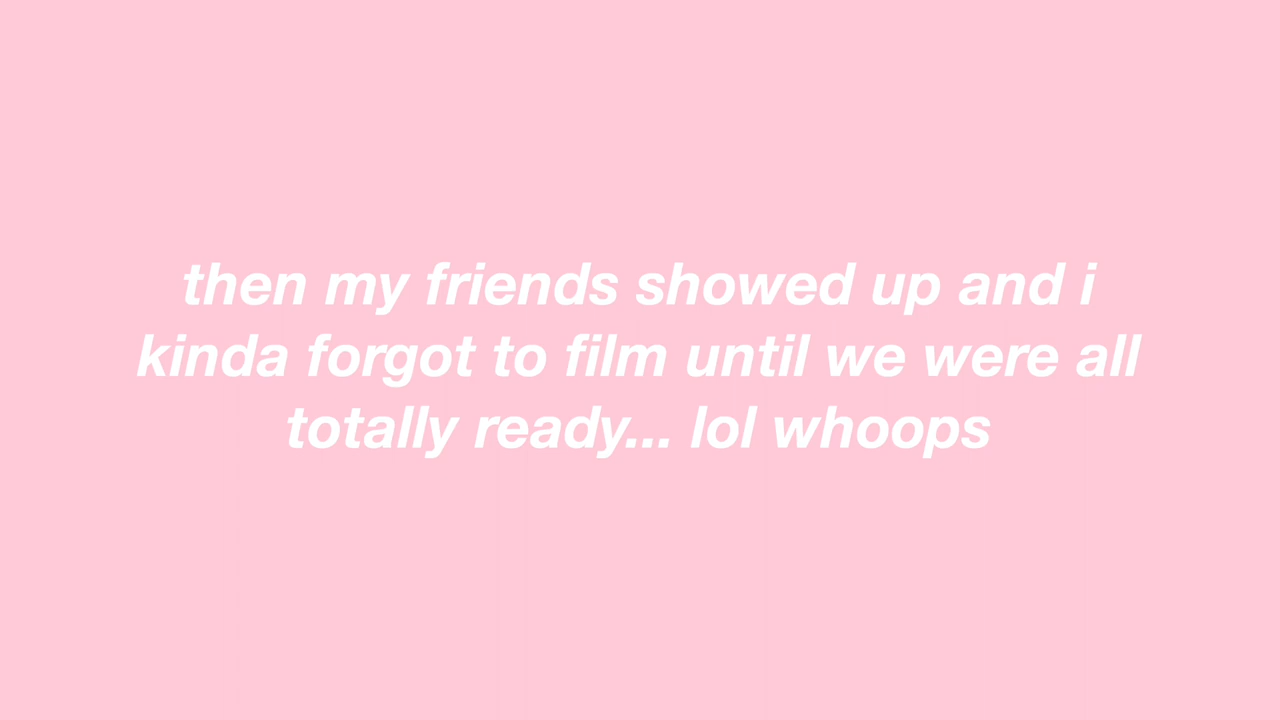 then my friends showed up and i
kinda forgot to film until we were all
totally ready... lol whoops